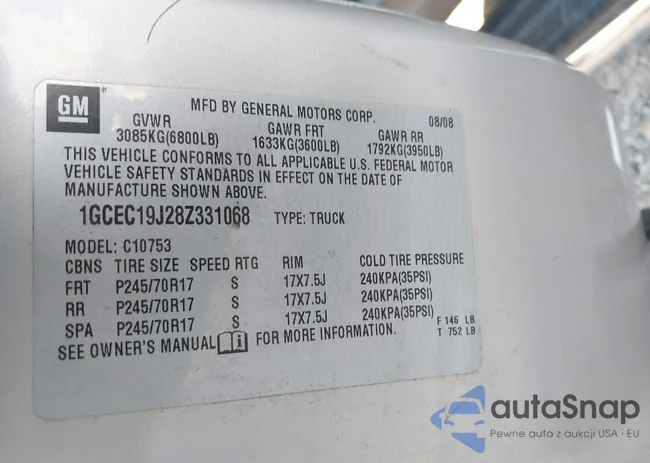 GM
MFD BY GENERAL MOTORS CORP. 08/08
GVWR GAWR FRT GAWR RR
3085KG(6800LB) 1633KG(3600LB) 1792KG(3950LB)
THIS VEHICLE CONFORMS TO ALL APPLICABLE U.S. FEDERAL MOTOR
VEHICLE SAFETY STANDARDS IN EFFECT ON THE DATE OF
MANUFACTURE SHOWN ABOVE.
1GCEC19J28Z331068 TYPE: TRUCK
MODEL: C10753
CBNS TIRE SIZE SPEED RTG RIM COLD TIRE PRESSURE
FRT P245/70R17 S 17X7.5J 240KPA(35PSI)
RR P245/70R17 S 17X7.5J 240KPA(35PSI)
SPA P245/70R17 S 17X7.5J 240KPA(35PSI)
F 146 LB
T 752 LB
SEE OWNER'S MANUAL i FOR MORE INFORMATION.
autaSnap
Pewne auta z aukcji USA i EU